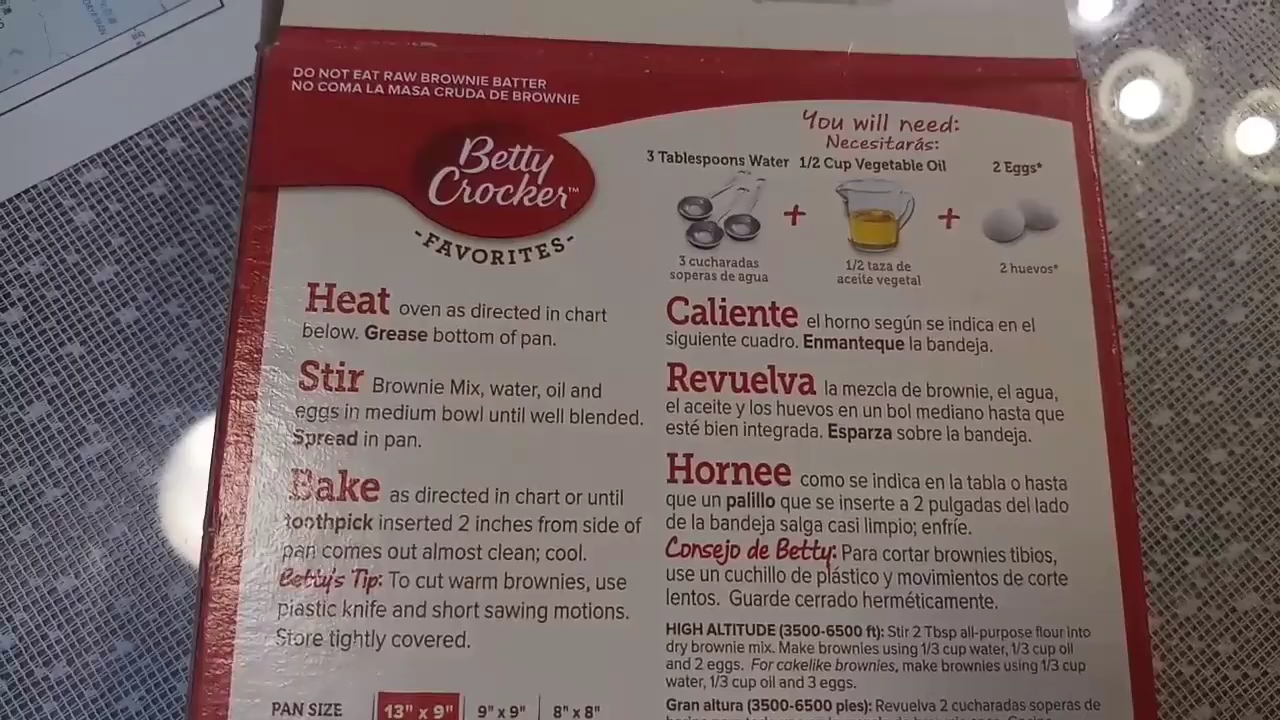 DO NOT EAT RAW BROWNIE BATTER
NO COMA LA MASA CRUDA DE BROWNIE
Betty
Crocker™
-FAVORITES-
You will need:
Necesitarás:
3 Tablespoons Water 1/2 Cup Vegetable Oil 2 Eggs*
+ +
3 cucharadas
soperas de agua
1/2 taza de
aceite vegetal
2 huevos*
Heat oven as directed in chart
below. Grease bottom of pan.
Stir Brownie Mix, water, oil and
eggs in medium bowl until well blended.
Spread in pan.
Bake as directed in chart or until
toothpick inserted 2 inches from side of
pan comes out almost clean; cool.
Betty's Tip: To cut warm brownies, use
plastic knife and short sawing motions.
Store tightly covered.
PAN SIZE 13" x 9" 9" x 9" 8" x 8"
Caliente el horno según se indica en el
siguiente cuadro. Enmanteque la bandeja.
Revuelva la mezcla de brownie, el agua,
el aceite y los huevos en un bol mediano hasta que
esté bien integrada. Esparza sobre la bandeja.
Hornee como se indica en la tabla o hasta
que un palillo que se inserte a 2 pulgadas del lado
de la bandeja salga casi limpio; enfríe.
Consejo de Betty: Para cortar brownies tibios,
use un cuchillo de plástico y movimientos de corte
lentos. Guarde cerrado herméticamente.
HIGH ALTITUDE (3500-6500 ft): Stir 2 Tbsp all-purpose flour into
dry brownie mix. Make brownies using 1/3 cup water, 1/3 cup oil
and 2 eggs. For cakelike brownies, make brownies using 1/3 cup
water, 1/3 cup oil and 3 eggs.
Gran altura (3500-6500 pies): Revuelva 2 cucharadas soperas de